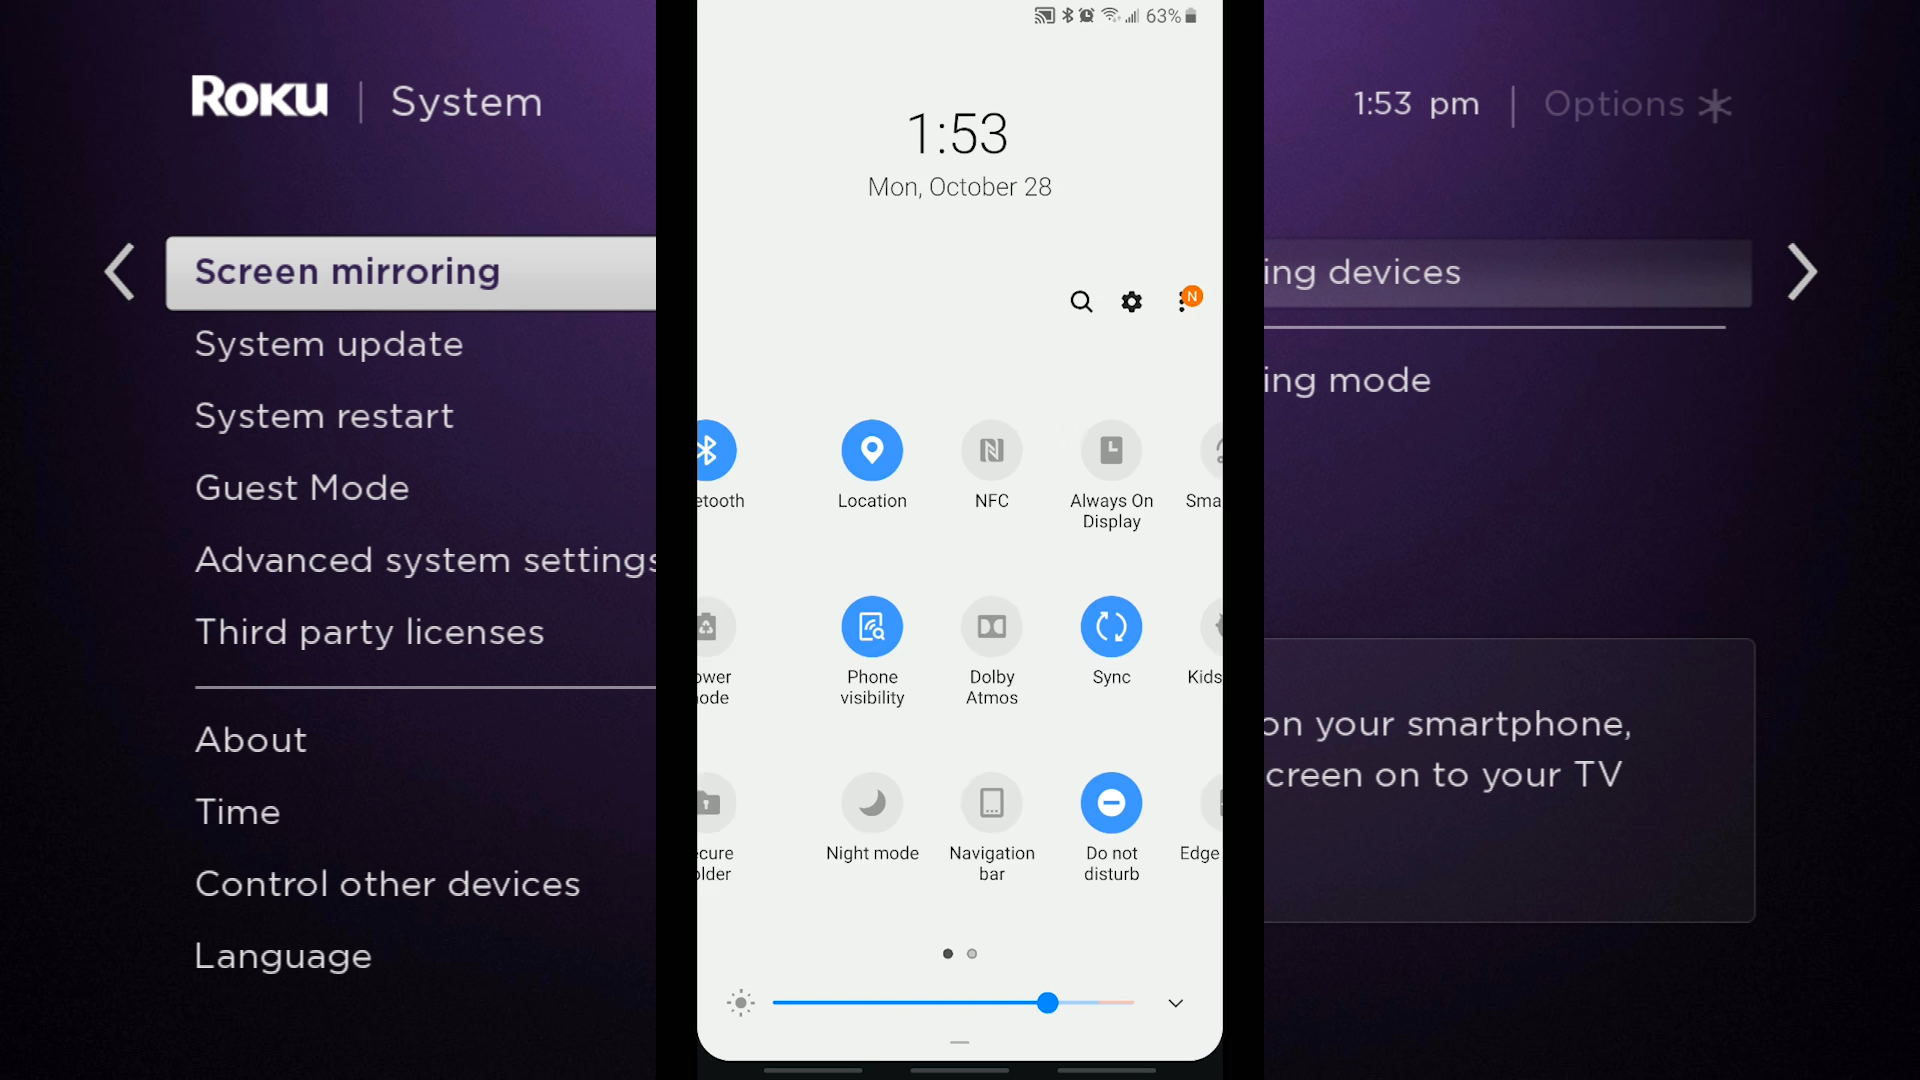 ROKU | System
Screen mirroring
System update
System restart
Guest Mode
Advanced system settings
Third party licenses
About
Time
Control other devices
Language
63%
1:53
Mon, October 28
N
etooth
Location
NFC
Always On
Display
Sma
ower
ode
Phone
visibility
Dolby
Atmos
Sync
Kids
cure
lder
Night mode
Navigation
bar
Do not
disturb
Edge
1:53 pm | Options
ing devices
ing mode
on your smartphone,
creen on to your TV